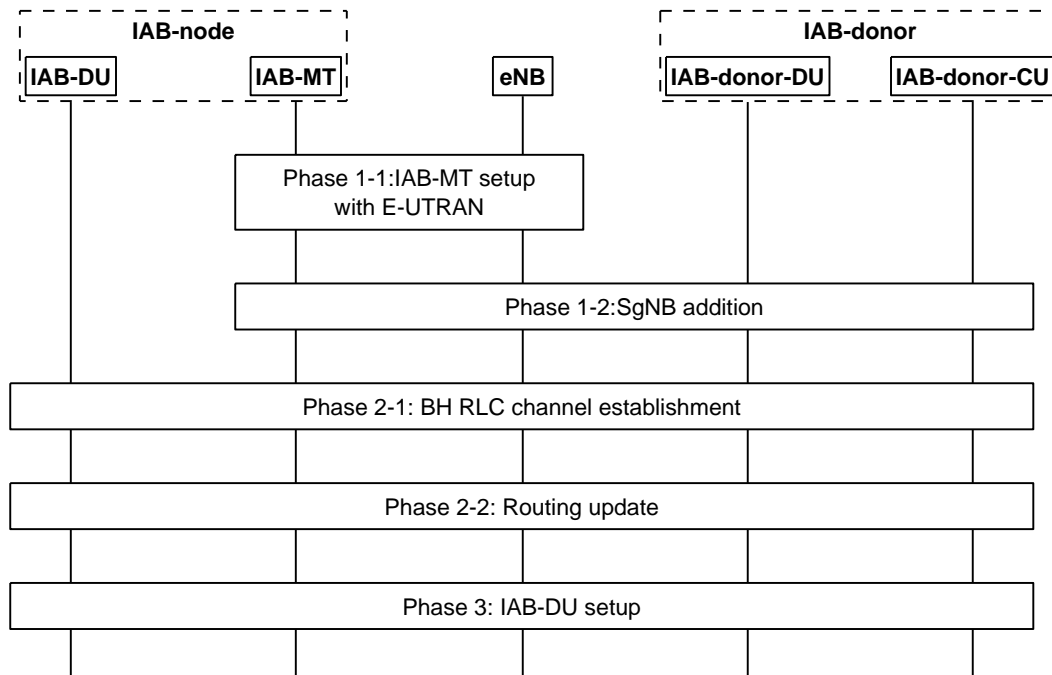 IAB-node
IAB-donor
IAB-DU
IAB-MT
eNB
IAB-donor-DU
IAB-donor-CU
Phase 1-1:IAB-MT setup
with E-UTRAN
Phase 1-2:SgNB addition
Phase 2-1: BH RLC channel establishment
Phase 2-2: Routing update
Phase 3: IAB-DU setup